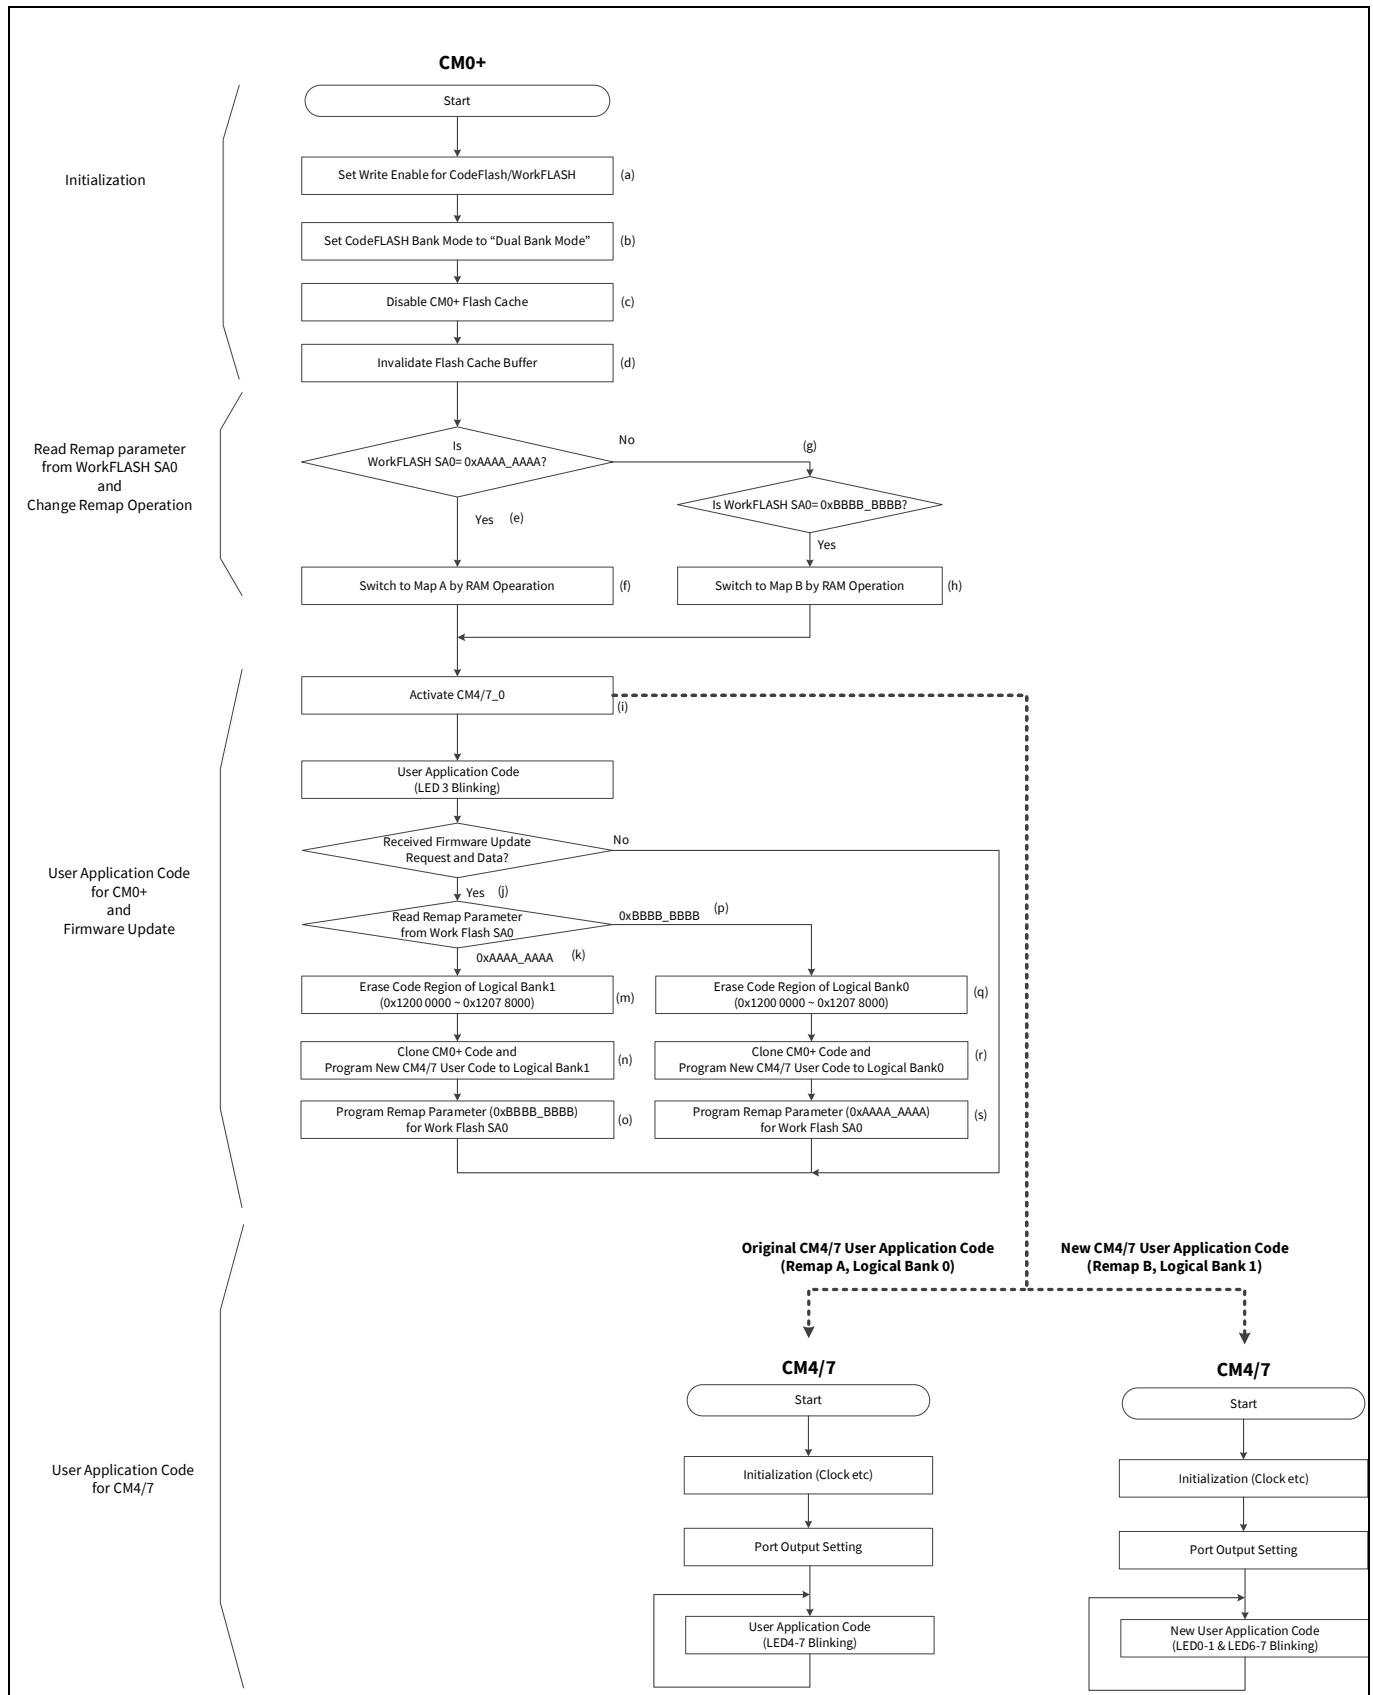 CM0+
Start
Initialization
Set Write Enable for CodeFlash/WorkFLASH
(a)
Set CodeFLASH Bank Mode to “Dual Bank Mode”
(b)
Disable CM0+ Flash Cache
(c)
Invalidate Flash Cache Buffer
(d)
Read Remap parameter
from WorkFLASH SA0
and
Change Remap Operation
Is
WorkFLASH SA0= 0xAAAA_AAAA?
No
(g)
Is WorkFLASH SA0= 0xBBBB_BBBB?
Yes
(e)
Yes
Switch to Map A by RAM Opearation
(f)
Switch to Map B by RAM Operation
(h)
Activate CM4/7_0
(i)
User Application Code
(LED 3 Blinking)
User Application Code
for CM0+
and
Firmware Update
Received Firmware Update
Request and Data?
No
Yes
(j)
Read Remap Parameter
from Work Flash SA0
0xBBBB_BBBB
(p)
0xAAAA_AAAA
(k)
Erase Code Region of Logical Bank1
(0x1200 0000 ~ 0x1207 8000)
(m)
Erase Code Region of Logical Bank0
(0x1200 0000 ~ 0x1207 8000)
(q)
Clone CM0+ Code and
Program New CM4/7 User Code to Logical Bank1
(n)
Clone CM0+ Code and
Program New CM4/7 User Code to Logical Bank0
(r)
Program Remap Parameter (0xBBBB_BBBB)
for Work Flash SA0
(o)
Program Remap Parameter (0xAAAA_AAAA)
for Work Flash SA0
(s)
Original CM4/7 User Application Code
(Remap A, Logical Bank 0)
New CM4/7 User Application Code
(Remap B, Logical Bank 1)
User Application Code
for CM4/7
CM4/7
Start
Initialization (Clock etc)
Port Output Setting
User Application Code
(LED4-7 Blinking)
CM4/7
Start
Initialization (Clock etc)
Port Output Setting
New User Application Code
(LED0-1 & LED6-7 Blinking)